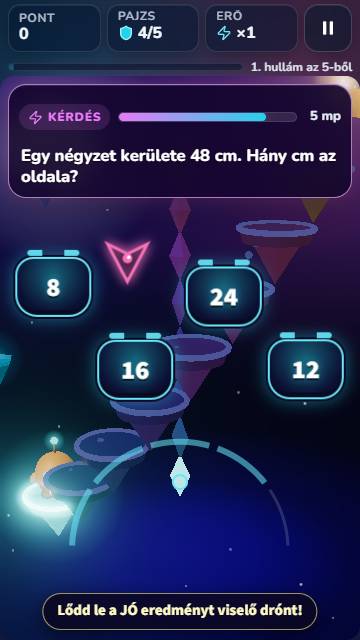 PONT
0
PAJZS
4/5
ERŐ
×1
1. hullám az 5-ből
KÉRDÉS
5 mp
Egy négyzet kerülete 48 cm. Hány cm az
oldala?
8
24
16
12
Lődd le a JÓ eredményt viselő drónt!